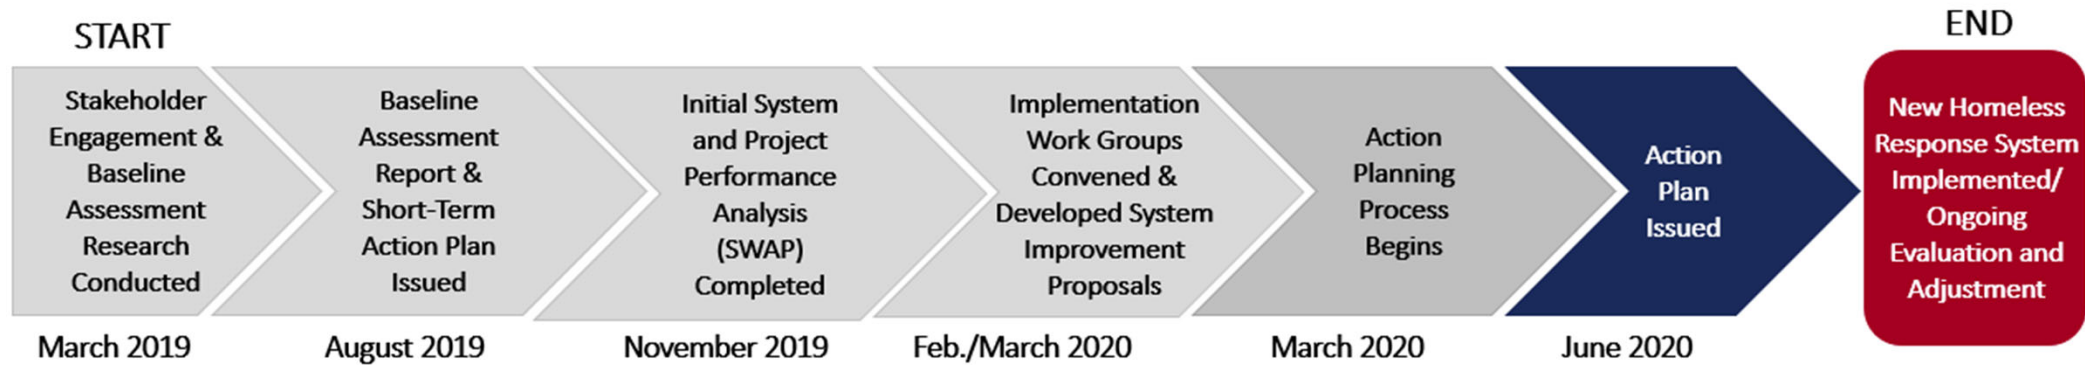 START
Stakeholder
Engagement &
Baseline
Assessment
Research
Conducted
March 2019
Baseline
Assessment
Report &
Short-Term
Action Plan
Issued
August 2019
Initial System
and Project
Performance
Analysis
(SWAP)
Completed
November 2019
Implementation
Work Groups
Convened &
Developed System
Improvement
Proposals
Feb./March 2020
Action
Planning
Process
Begins
March 2020
Action
Plan
Issued
June 2020
END
New Homeless
Response System
Implemented/
Ongoing
Evaluation and
Adjustment